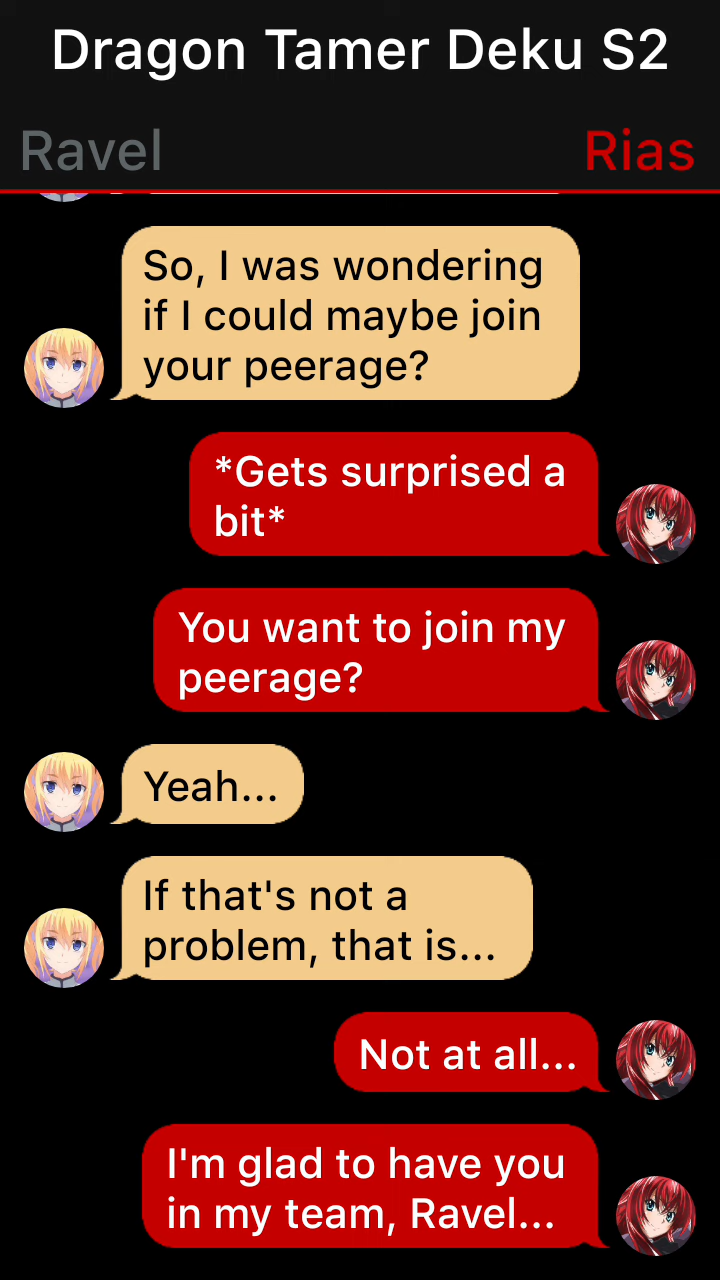 Dragon Tamer Deku S2
Ravel
Rias
So, I was wondering
if I could maybe join
your peerage?
*Gets surprised a
bit*
You want to join my
peerage?
Yeah...
If that's not a
problem, that is...
Not at all...
I'm glad to have you
in my team, Ravel...